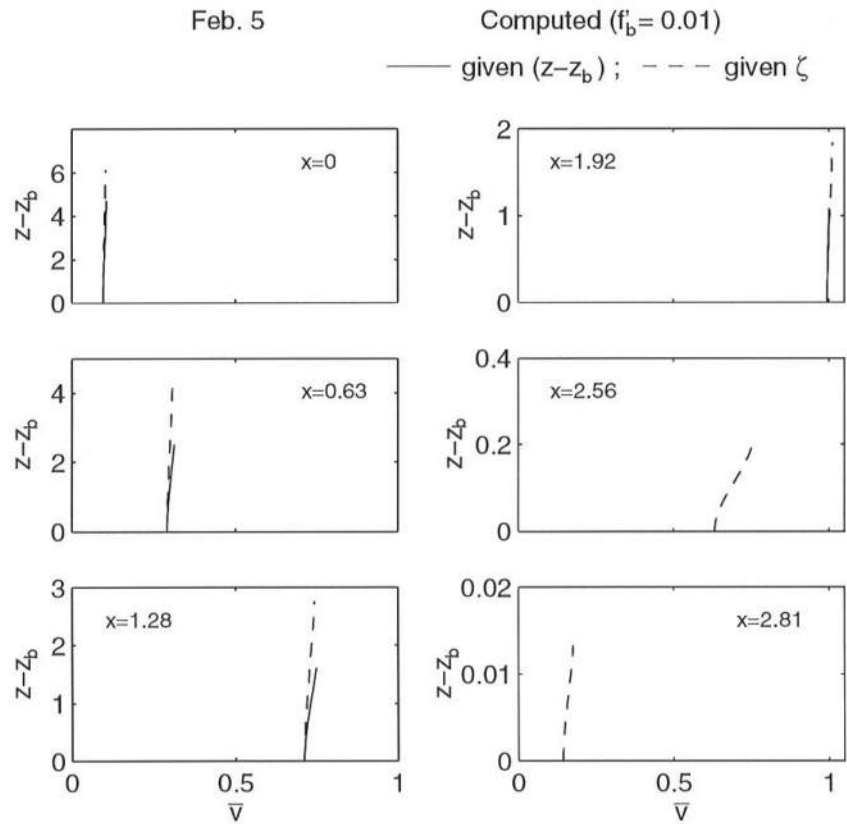 Feb. 5
Computed (f'b= 0.01)
given (z−zb) ; given ζ
z−zb
6
4
2
0
x=0
z−zb
2
1
0
x=1.92
z−zb
4
2
0
x=0.63
z−zb
0.4
0.2
0
x=2.56
z−zb
3
2
1
0
x=1.28
0
0.5
1
v̅
z−zb
0.02
0.01
0.00
x=2.81
0
0.5
1
v̅